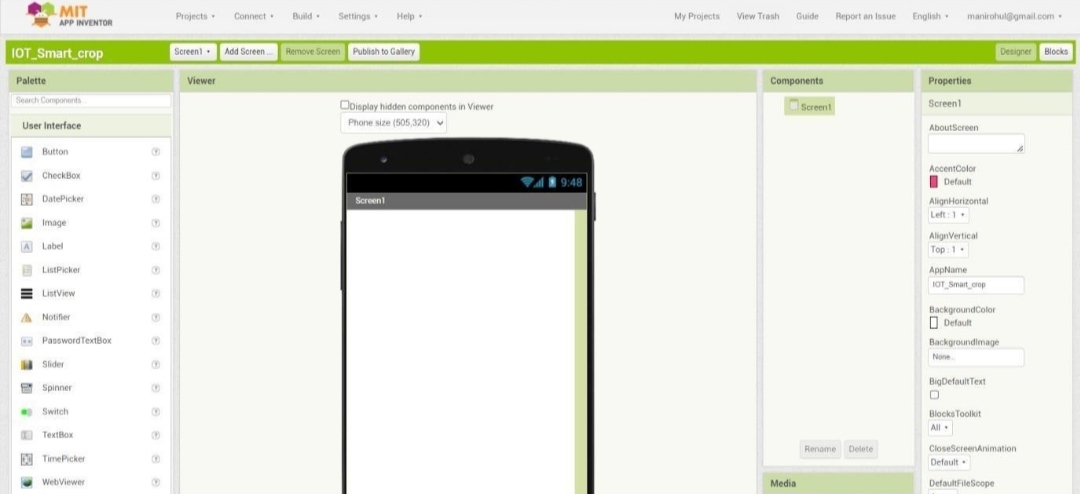 MIT
APP INVENTOR
Projects Connect Build Settings Help My Projects View Trash Guide Report an Issue English manirohul@gmail.com
IOT_Smart_crop Screen1 Add Screen ... Remove Screen Publish to Gallery Designer Blocks
Palette Viewer Components Properties
Search Components...
User Interface
Button
CheckBox
DatePicker
Image
Label
ListPicker
ListView
Notifier
PasswordTextBox
Slider
Spinner
Switch
TextBox
TimePicker
WebViewer
Display hidden components in Viewer
Phone size (505,320)
9:48
Screen1
Screen1
Rename Delete
Media
Screen1
AboutScreen
AccentColor
Default
AlignHorizontal
Left : 1
AlignVertical
Top : 1
AppName
IOT_Smart_crop
BackgroundColor
Default
BackgroundImage
None...
BigDefaultText
BlocksToolkit
All
CloseScreenAnimation
Default
DefaultFileScope